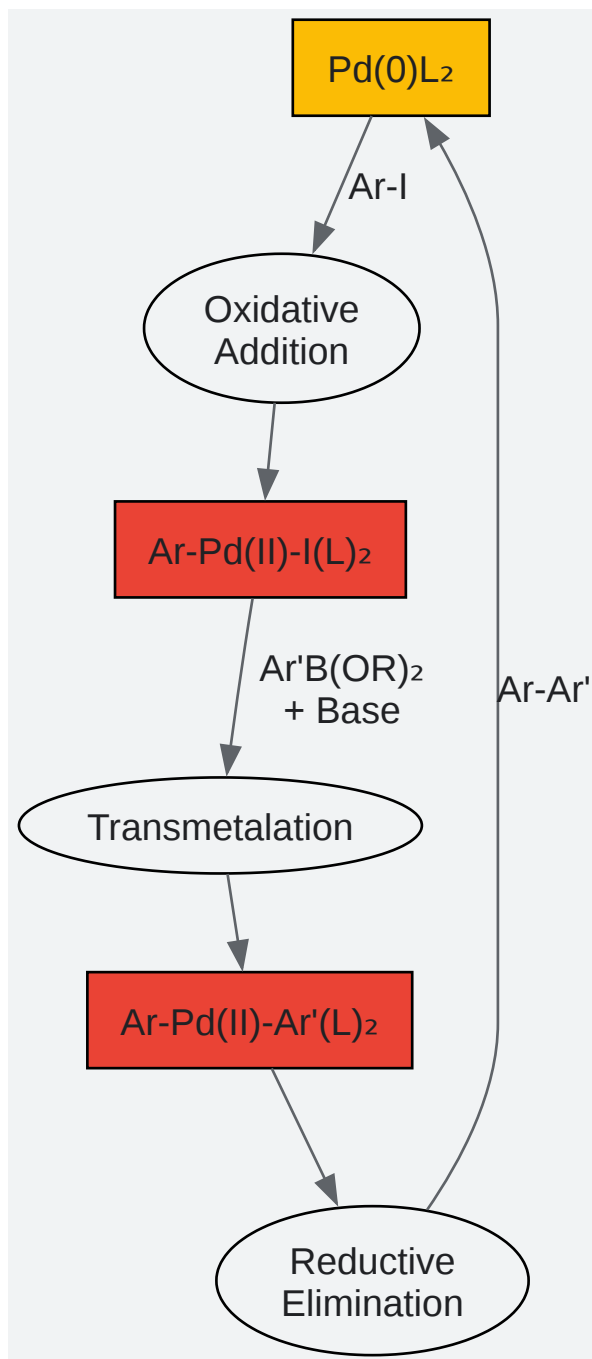 Pd(0)L₂
Ar-I
Oxidative
Addition
Ar-Pd(II)-I(L)₂
Ar'B(OR)₂
+ Base
Ar-Ar'
Transmetalation
Ar-Pd(II)-Ar'(L)₂
Reductive
Elimination